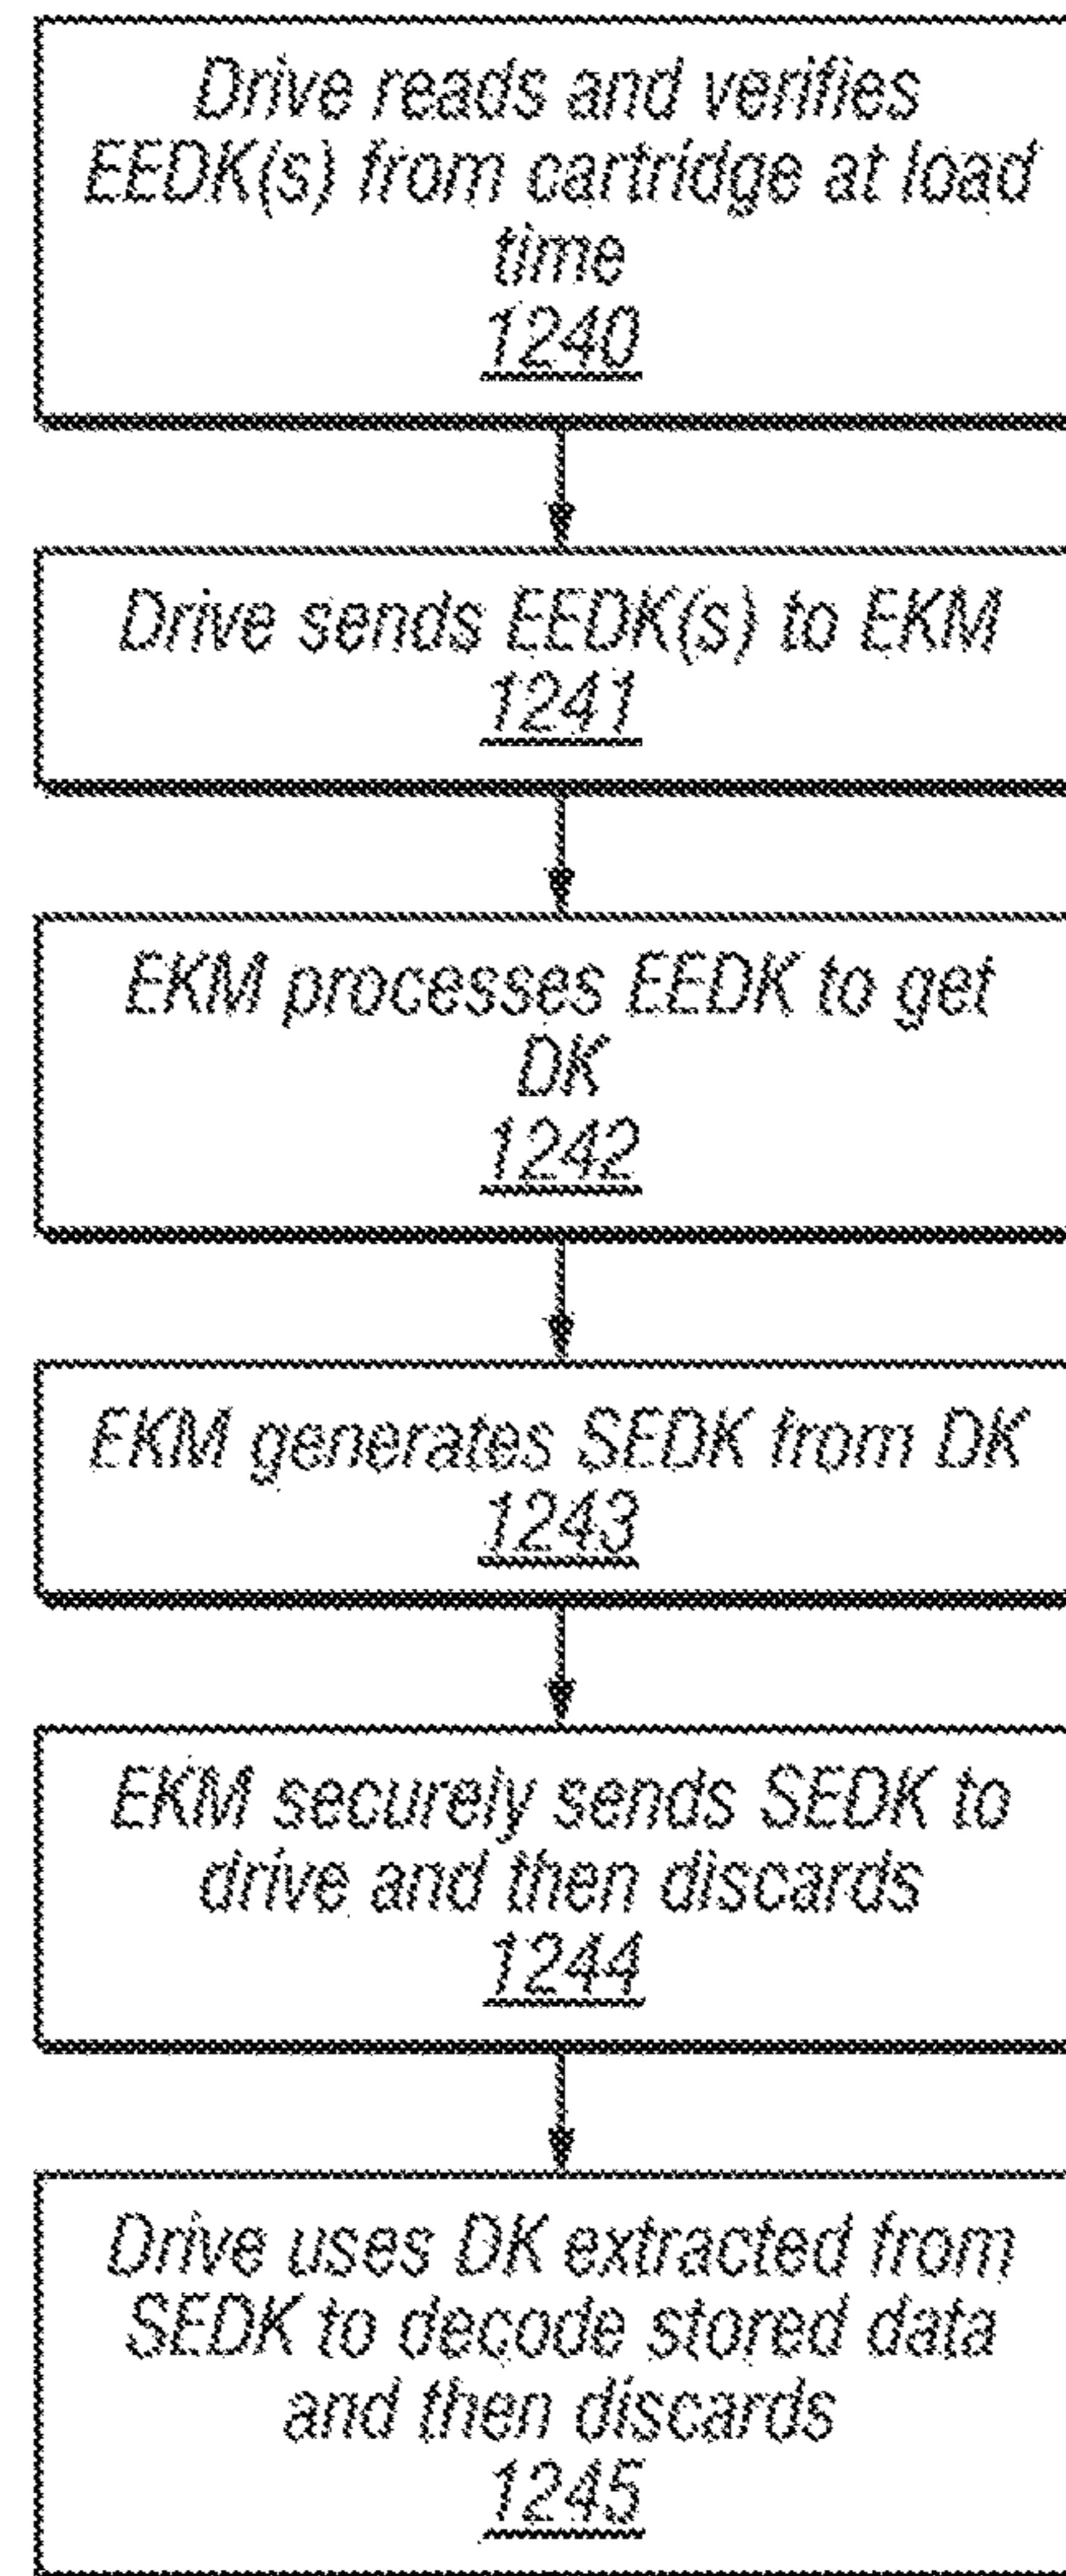 Drive reads and verifies
EEDK(s) from cartridge at load
time
1240
Drive sends EEDK(s) to EKM
1241
EKM processes EEDK to get
DK
1242
EKM generates SEDK from DK
1243
EKM securely sends SEDK to
drive and then discards
1244
Drive uses DK extracted from
SEDK to decode stored data
and then discards
1245